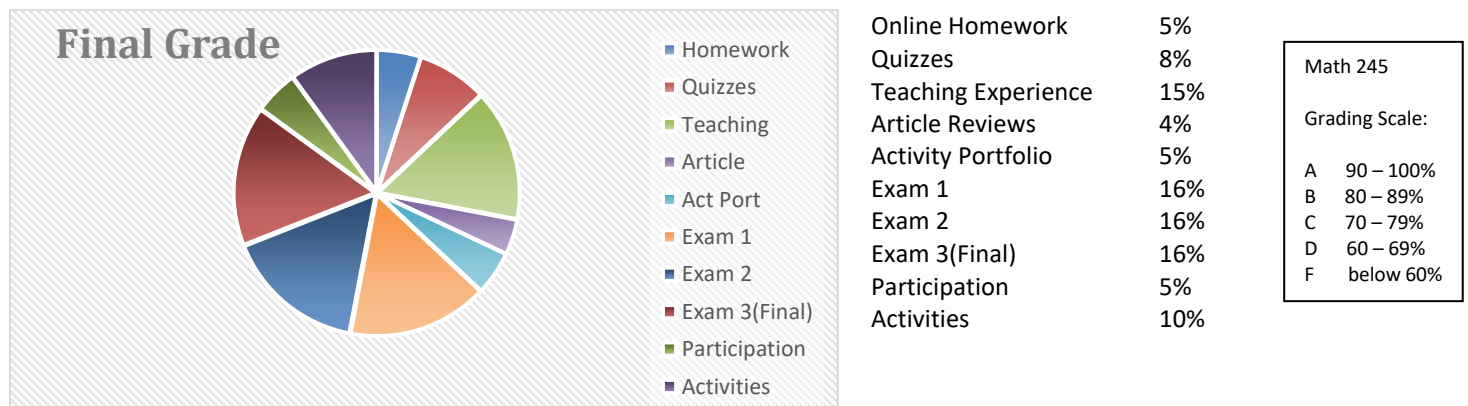 Final Grade
Homework
Quizzes
Teaching
Article
Act Port
Exam 1
Exam 2
Exam 3(Final)
Participation
Activities
Online Homework 5%
Quizzes 8%
Teaching Experience 15%
Article Reviews 4%
Activity Portfolio 5%
Exam 1 16%
Exam 2 16%
Exam 3(Final) 16%
Participation 5%
Activities 10%
Math 245
Grading Scale:
A 90 – 100%
B 80 – 89%
C 70 – 79%
D 60 – 69%
F below 60%